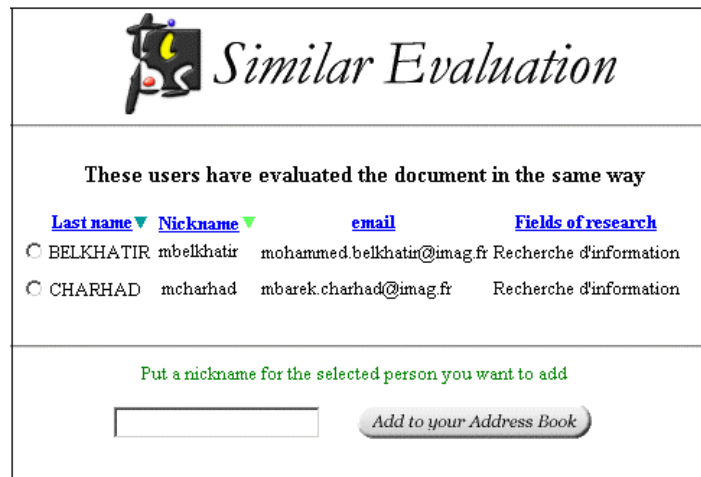 Similar Evaluation
These users have evaluated the document in the same way
Last name Nickname email Fields of research
BELKHATIR mbelkhatir mohammed.belkhatir@imag.fr Recherche d'information
CHARHAD mcharhad mbarek.charhad@imag.fr Recherche d'information
Put a nickname for the selected person you want to add
Add to your Address Book